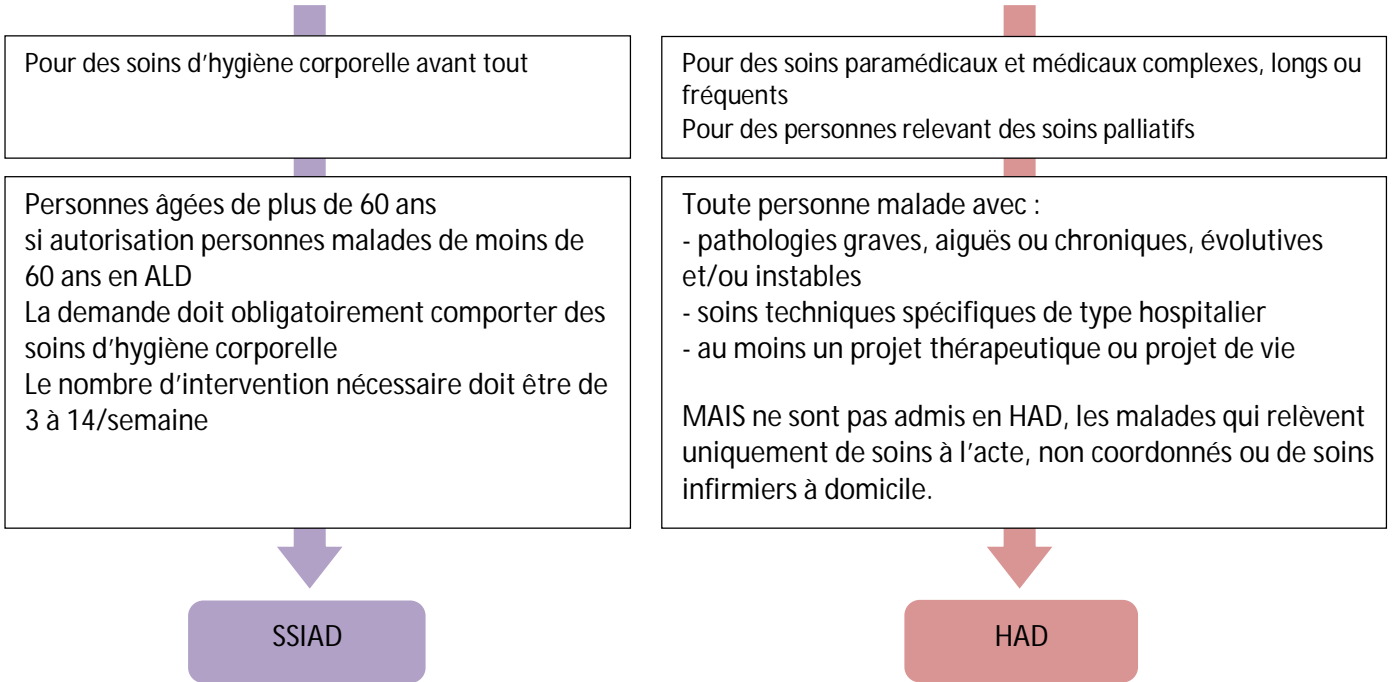 Pour des soins d'hygiène corporelle avant tout
Pour des soins paramédicaux et médicaux complexes, longs ou
fréquents
Pour des personnes relevant des soins palliatifs
Personnes âgées de plus de 60 ans
si autorisation personnes malades de moins de
60 ans en ALD
La demande doit obligatoirement comporter des
soins d'hygiène corporelle
Le nombre d'intervention nécessaire doit être de
3 à 14/semaine
Toute personne malade avec :
- pathologies graves, aiguës ou chroniques, évolutives
et/ou instables
- soins techniques spécifiques de type hospitalier
- au moins un projet thérapeutique ou projet de vie
MAIS ne sont pas admis en HAD, les malades qui relèvent
uniquement de soins à l'acte, non coordonnés ou de soins
infirmiers à domicile.
SSIAD
HAD